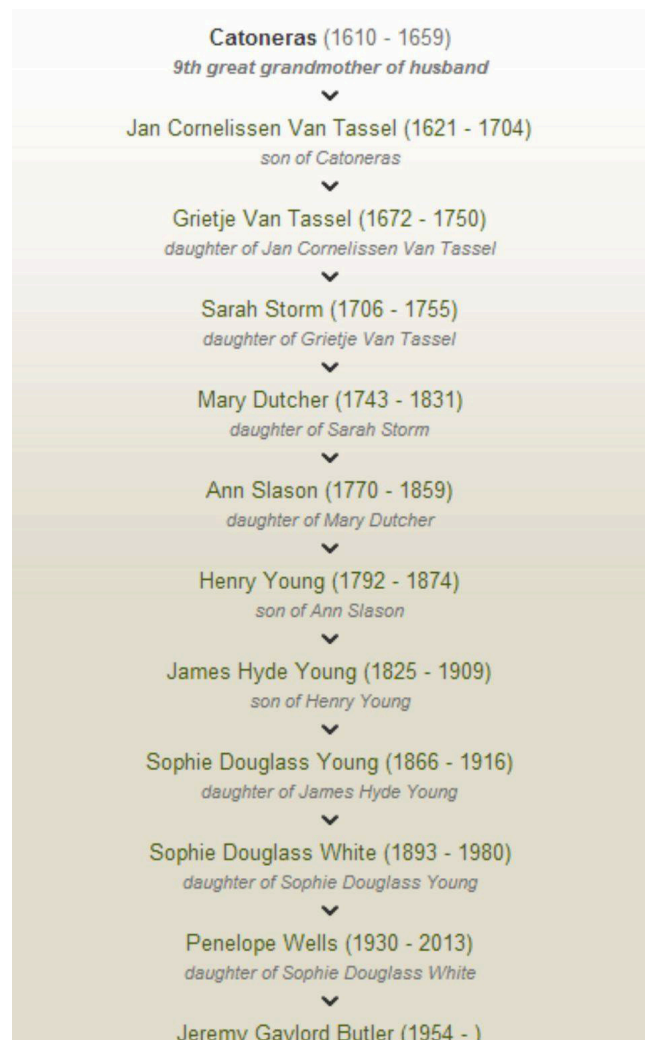 Catoneras (1610 - 1659)
9th great grandmother of husband
Jan Cornelissen Van Tassel (1621 - 1704)
son of Catoneras
Grietje Van Tassel (1672 - 1750)
daughter of Jan Cornelissen Van Tassel
Sarah Storm (1706 - 1755)
daughter of Grietje Van Tassel
Mary Dutcher (1743 - 1831)
daughter of Sarah Storm
Ann Slason (1770 - 1859)
daughter of Mary Dutcher
Henry Young (1792 - 1874)
son of Ann Slason
James Hyde Young (1825 - 1909)
son of Henry Young
Sophie Douglass Young (1866 - 1916)
daughter of James Hyde Young
Sophie Douglass White (1893 - 1980)
daughter of Sophie Douglass Young
Penelope Wells (1930 - 2013)
daughter of Sophie Douglass White
Jeremy Gaylord Butler (1954 - )